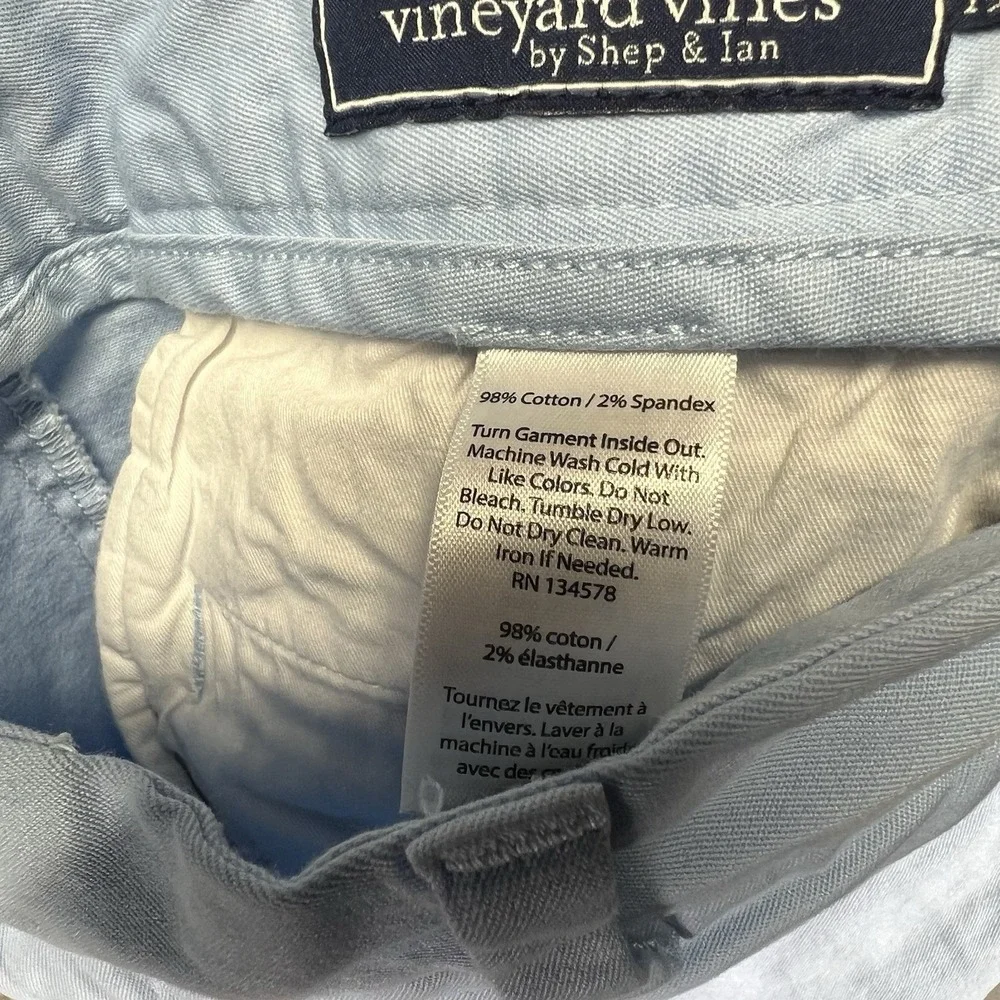 vineyard vines
by Shep & Ian
98% Cotton / 2% Spandex
Turn Garment Inside Out.
Machine Wash Cold With
Like Colors. Do Not
Bleach. Tumble Dry Low.
Do Not Dry Clean. Warm
Iron If Needed.
RN 134578
98% coton /
2% élasthanne
Tournez le vêtement à
l'envers. Laver à la
machine à l'eau froide
avec des